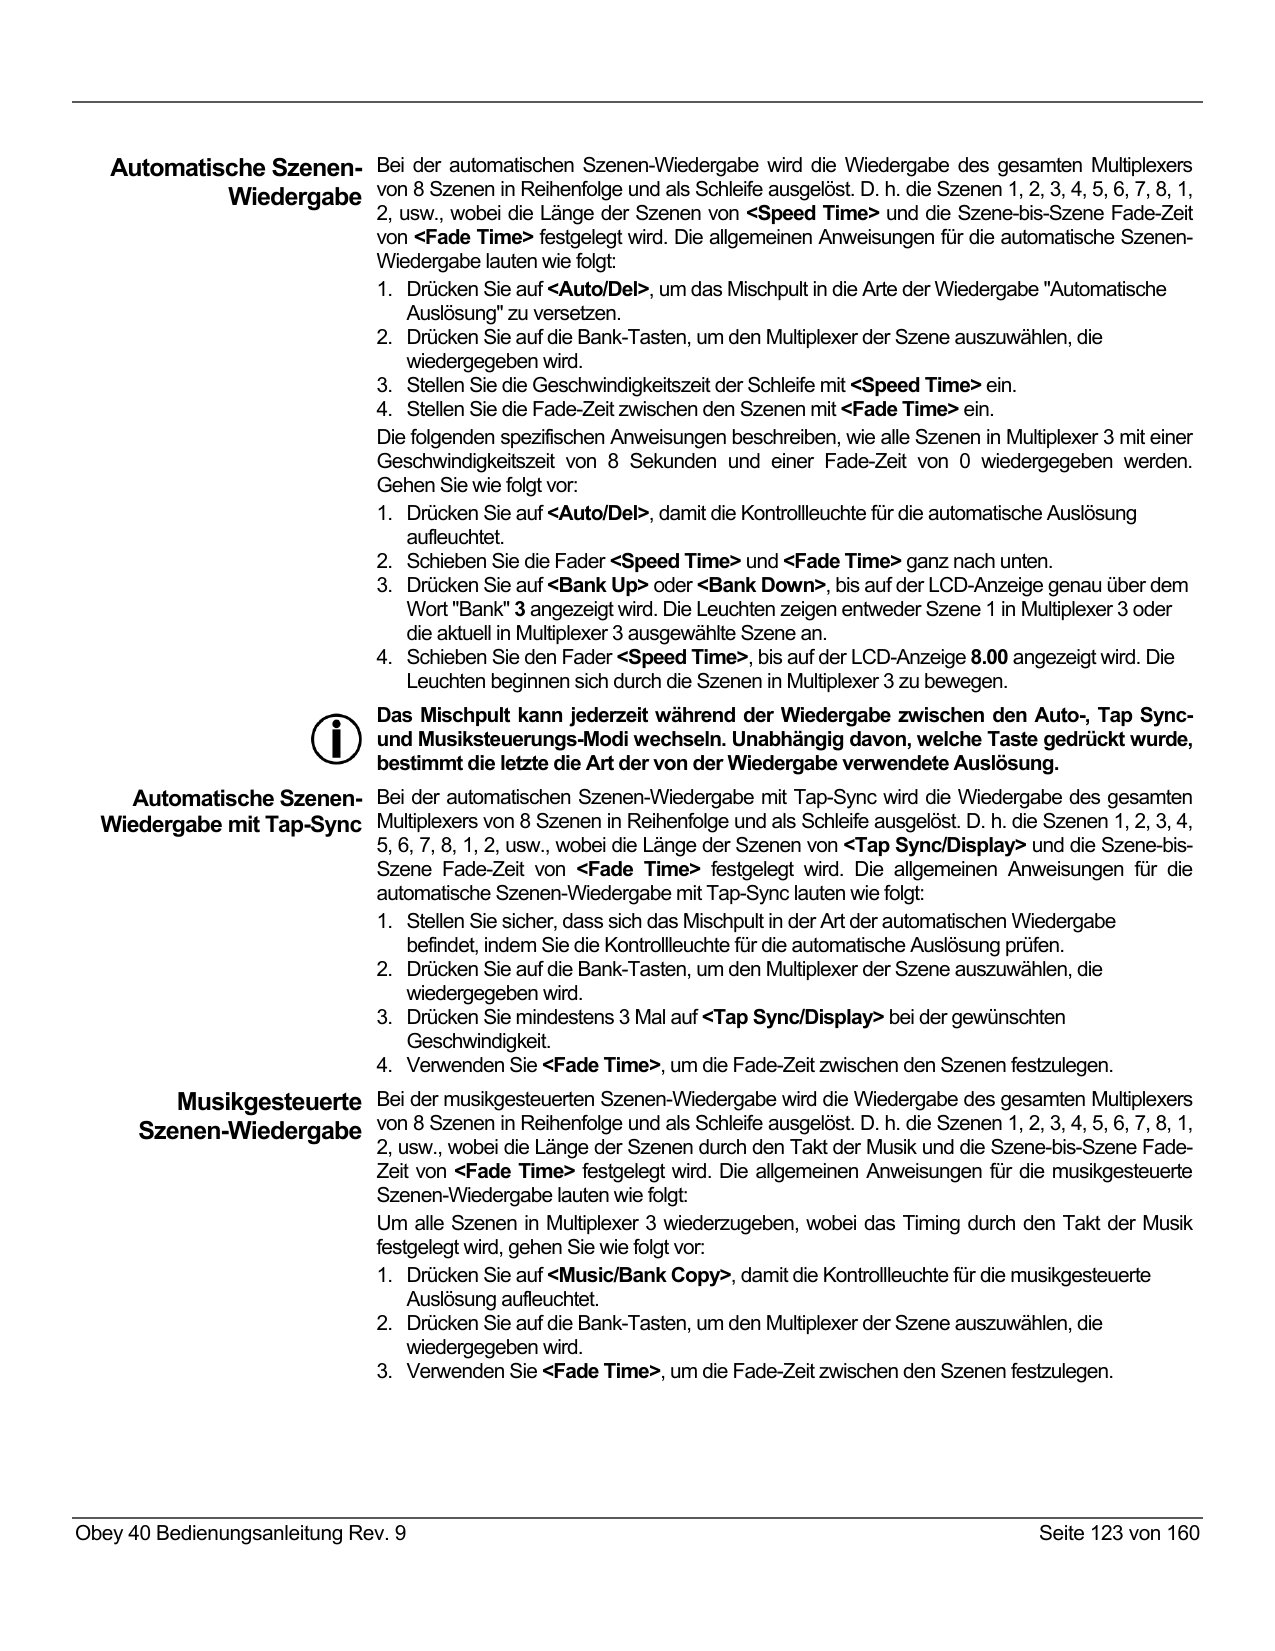 Automatische Szenen-
Wiedergabe
Bei der automatischen Szenen-Wiedergabe wird die Wiedergabe des gesamten Multiplexers
von 8 Szenen in Reihenfolge und als Schleife ausgelöst. D. h. die Szenen 1, 2, 3, 4, 5, 6, 7, 8, 1,
2, usw., wobei die Länge der Szenen von <Speed Time> und die Szene-bis-Szene Fade-Zeit
von <Fade Time> festgelegt wird. Die allgemeinen Anweisungen für die automatische Szenen-
Wiedergabe lauten wie folgt:
1. Drücken Sie auf <Auto/Del>, um das Mischpult in die Arte der Wiedergabe "Automatische
Auslösung" zu versetzen.
2. Drücken Sie auf die Bank-Tasten, um den Multiplexer der Szene auszuwählen, die
wiedergegeben wird.
3. Stellen Sie die Geschwindigkeitszeit der Schleife mit <Speed Time> ein.
4. Stellen Sie die Fade-Zeit zwischen den Szenen mit <Fade Time> ein.
Die folgenden spezifischen Anweisungen beschreiben, wie alle Szenen in Multiplexer 3 mit einer
Geschwindigkeitszeit von 8 Sekunden und einer Fade-Zeit von 0 wiedergegeben werden.
Gehen Sie wie folgt vor:
1. Drücken Sie auf <Auto/Del>, damit die Kontrollleuchte für die automatische Auslösung
aufleuchtet.
2. Schieben Sie die Fader <Speed Time> und <Fade Time> ganz nach unten.
3. Drücken Sie auf <Bank Up> oder <Bank Down>, bis auf der LCD-Anzeige genau über dem
Wort "Bank" 3 angezeigt wird. Die Leuchten zeigen entweder Szene 1 in Multiplexer 3 oder
die aktuell in Multiplexer 3 ausgewählte Szene an.
4. Schieben Sie den Fader <Speed Time>, bis auf der LCD-Anzeige 8.00 angezeigt wird. Die
Leuchten beginnen sich durch die Szenen in Multiplexer 3 zu bewegen.
Das Mischpult kann jederzeit während der Wiedergabe zwischen den Auto-, Tap Sync-
und Musiksteuerungs-Modi wechseln. Unabhängig davon, welche Taste gedrückt wurde,
bestimmt die letzte die Art der von der Wiedergabe verwendete Auslösung.
Automatische Szenen-
Wiedergabe mit Tap-Sync
Bei der automatischen Szenen-Wiedergabe mit Tap-Sync wird die Wiedergabe des gesamten
Multiplexers von 8 Szenen in Reihenfolge und als Schleife ausgelöst. D. h. die Szenen 1, 2, 3, 4,
5, 6, 7, 8, 1, 2, usw., wobei die Länge der Szenen von <Tap Sync/Display> und die Szene-bis-
Szene Fade-Zeit von <Fade Time> festgelegt wird. Die allgemeinen Anweisungen für die
automatische Szenen-Wiedergabe mit Tap-Sync lauten wie folgt:
1. Stellen Sie sicher, dass sich das Mischpult in der Art der automatischen Wiedergabe
befindet, indem Sie die Kontrollleuchte für die automatische Auslösung prüfen.
2. Drücken Sie auf die Bank-Tasten, um den Multiplexer der Szene auszuwählen, die
wiedergegeben wird.
3. Drücken Sie mindestens 3 Mal auf <Tap Sync/Display> bei der gewünschten
Geschwindigkeit.
4. Verwenden Sie <Fade Time>, um die Fade-Zeit zwischen den Szenen festzulegen.
Musikgesteuerte
Szenen-Wiedergabe
Bei der musikgesteuerten Szenen-Wiedergabe wird die Wiedergabe des gesamten Multiplexers
von 8 Szenen in Reihenfolge und als Schleife ausgelöst. D. h. die Szenen 1, 2, 3, 4, 5, 6, 7, 8, 1,
2, usw., wobei die Länge der Szenen durch den Takt der Musik und die Szene-bis-Szene Fade-
Zeit von <Fade Time> festgelegt wird. Die allgemeinen Anweisungen für die musikgesteuerte
Szenen-Wiedergabe lauten wie folgt:
Um alle Szenen in Multiplexer 3 wiederzugeben, wobei das Timing durch den Takt der Musik
festgelegt wird, gehen Sie wie folgt vor:
1. Drücken Sie auf <Music/Bank Copy>, damit die Kontrollleuchte für die musikgesteuerte
Auslösung aufleuchtet.
2. Drücken Sie auf die Bank-Tasten, um den Multiplexer der Szene auszuwählen, die
wiedergegeben wird.
3. Verwenden Sie <Fade Time>, um die Fade-Zeit zwischen den Szenen festzulegen.
Obey 40 Bedienungsanleitung Rev. 9
Seite 123 von 160